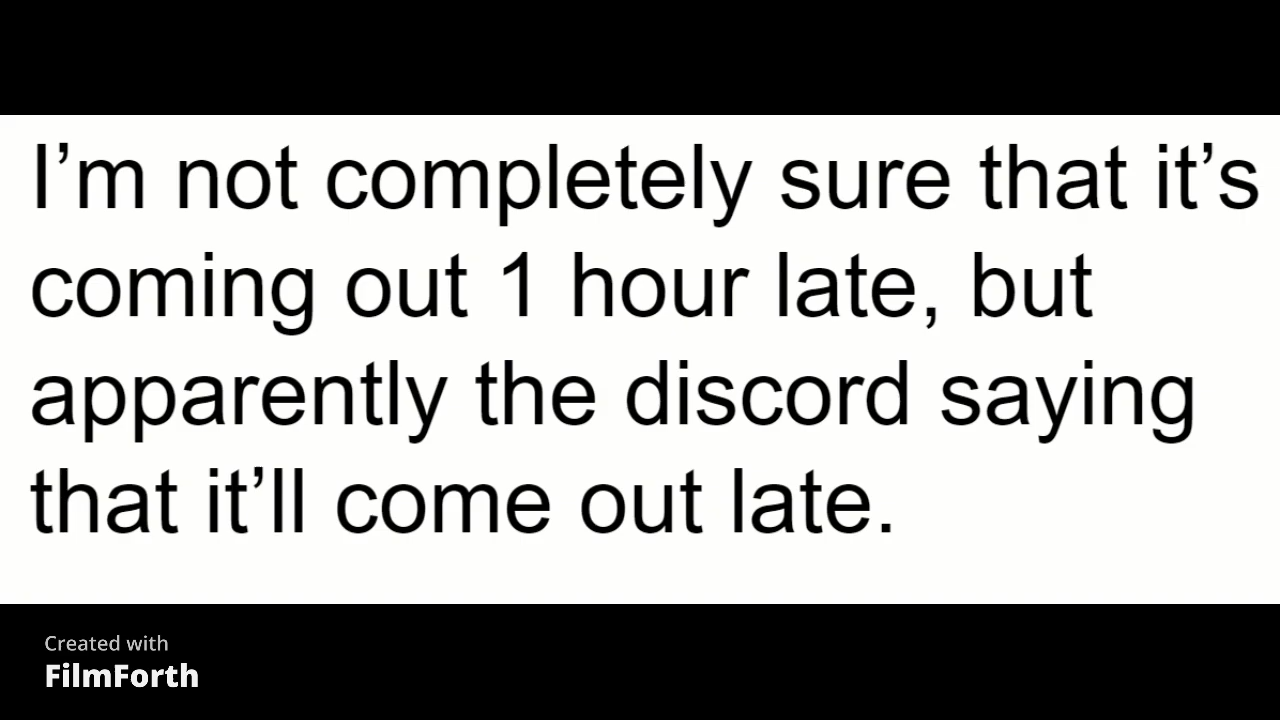 I’m not completely sure that it’s
coming out 1 hour late, but
apparently the discord saying
that it’ll come out late.
Created with
FilmForth